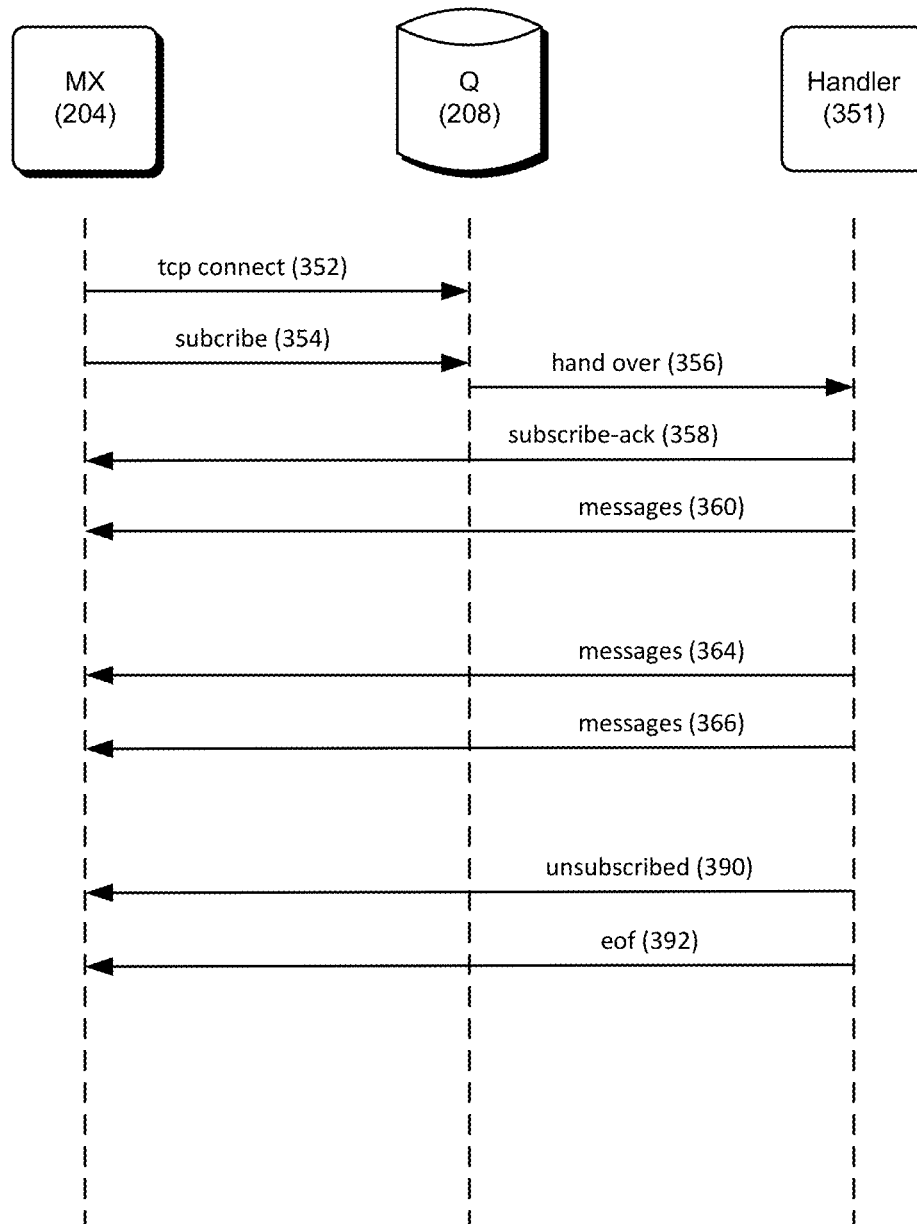 MX
(204)
Q
(208)
Handler
(351)
tcp connect (352)
subcribe (354)
hand over (356)
subscribe-ack (358)
messages (360)
messages (364)
messages (366)
unsubscribed (390)
eof (392)